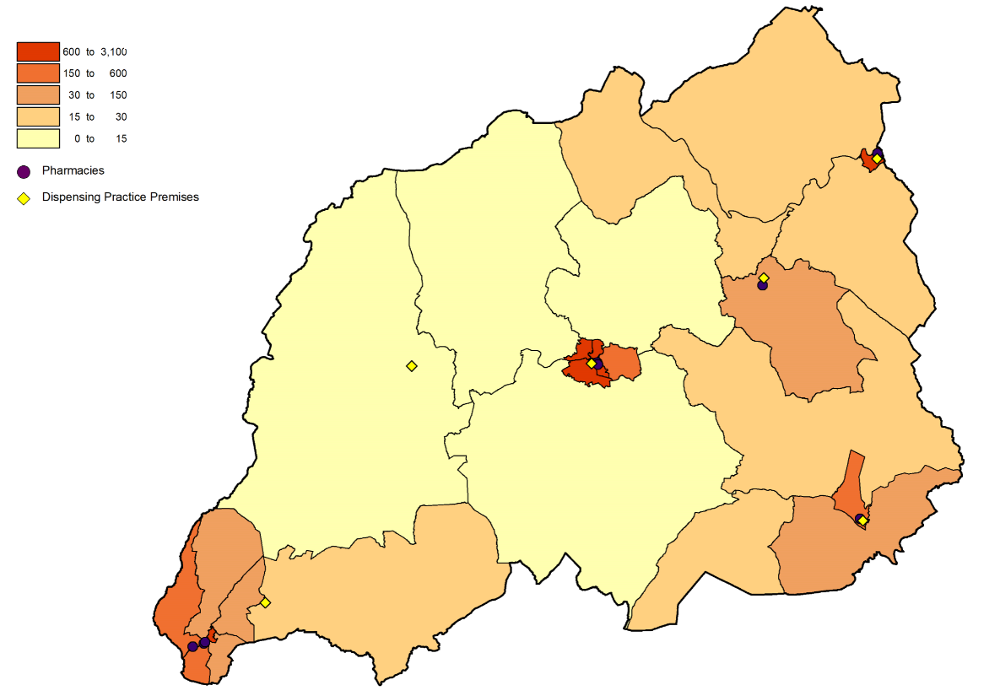 600 to 3,100
150 to 600
30 to 150
15 to 30
0 to 15
Pharmacies
Dispensing Practice Premises